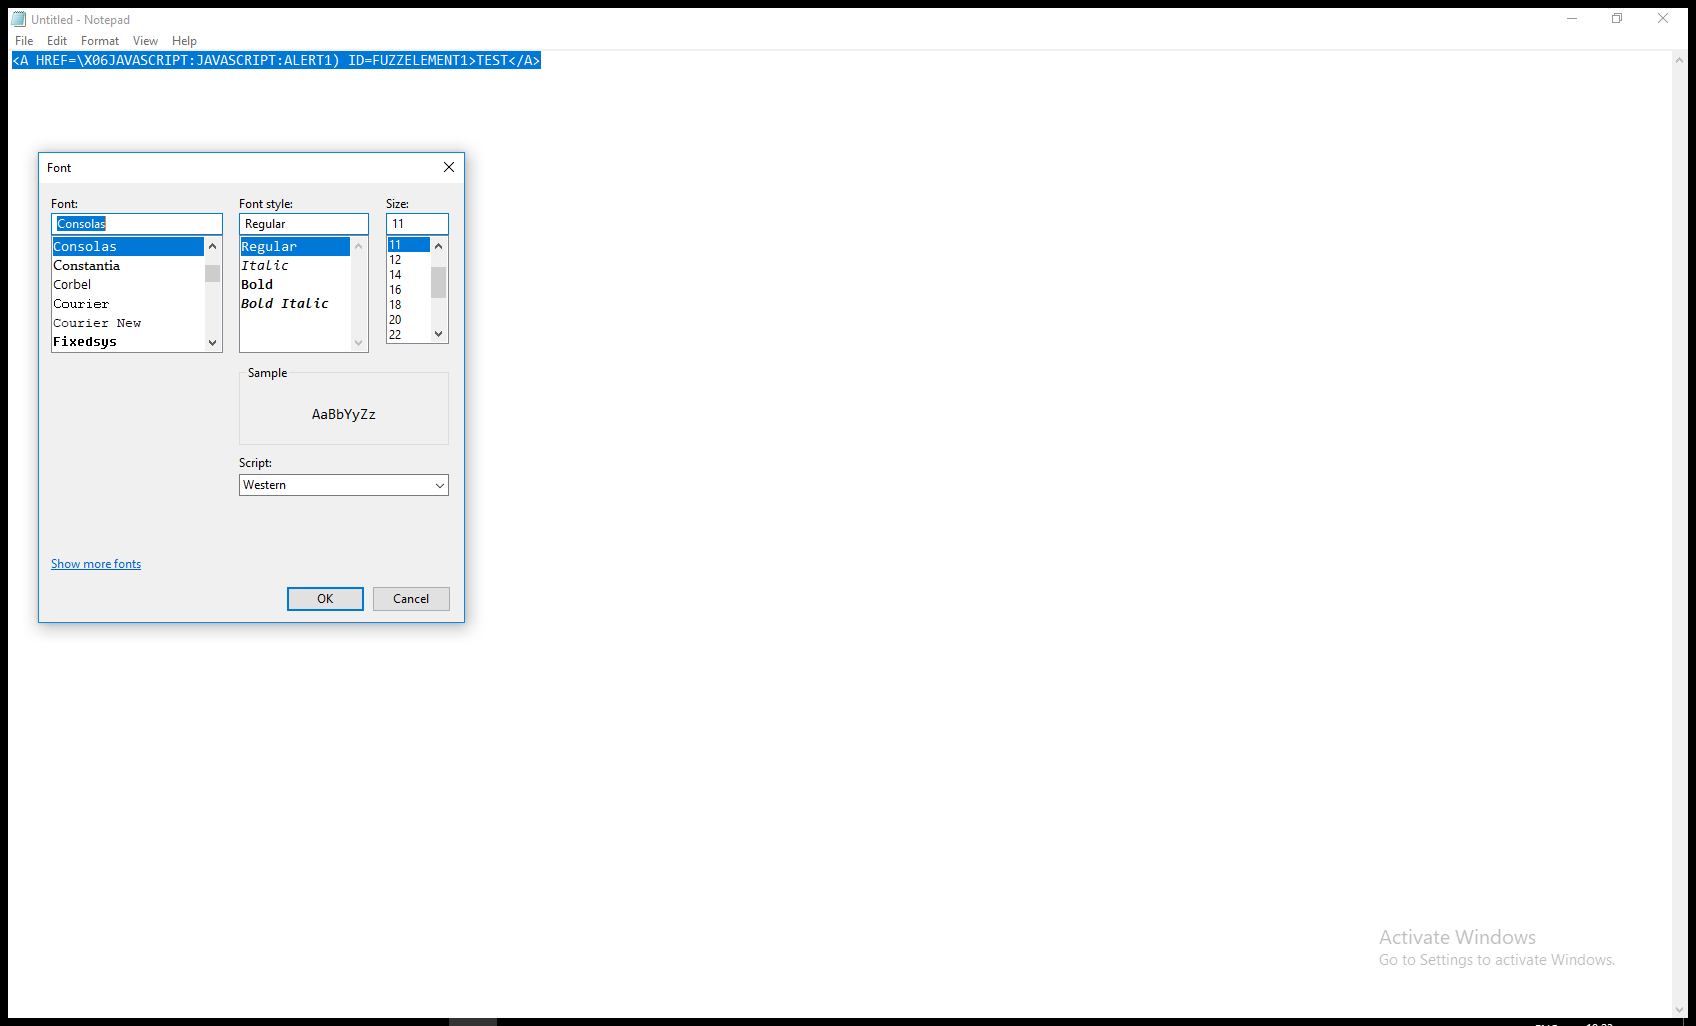 Untitled - Notepad
File Edit Format View Help
<A HREF=\X06JAVASCRIPT:JAVASCRIPT:ALERT1) ID=FUZZELEMENT1>TEST</A>
Font
Font: Font style: Size:
Consolas Regular 11
Consolas Regular 11
Constantia Italic 12
Corbel Bold 14
Courier Bold Italic 16
Courier New 18
Fixedsys 20
22
Sample
AaBbYyZz
Script:
Western
Show more fonts
OK Cancel
Activate Windows
Go to Settings to activate Windows.